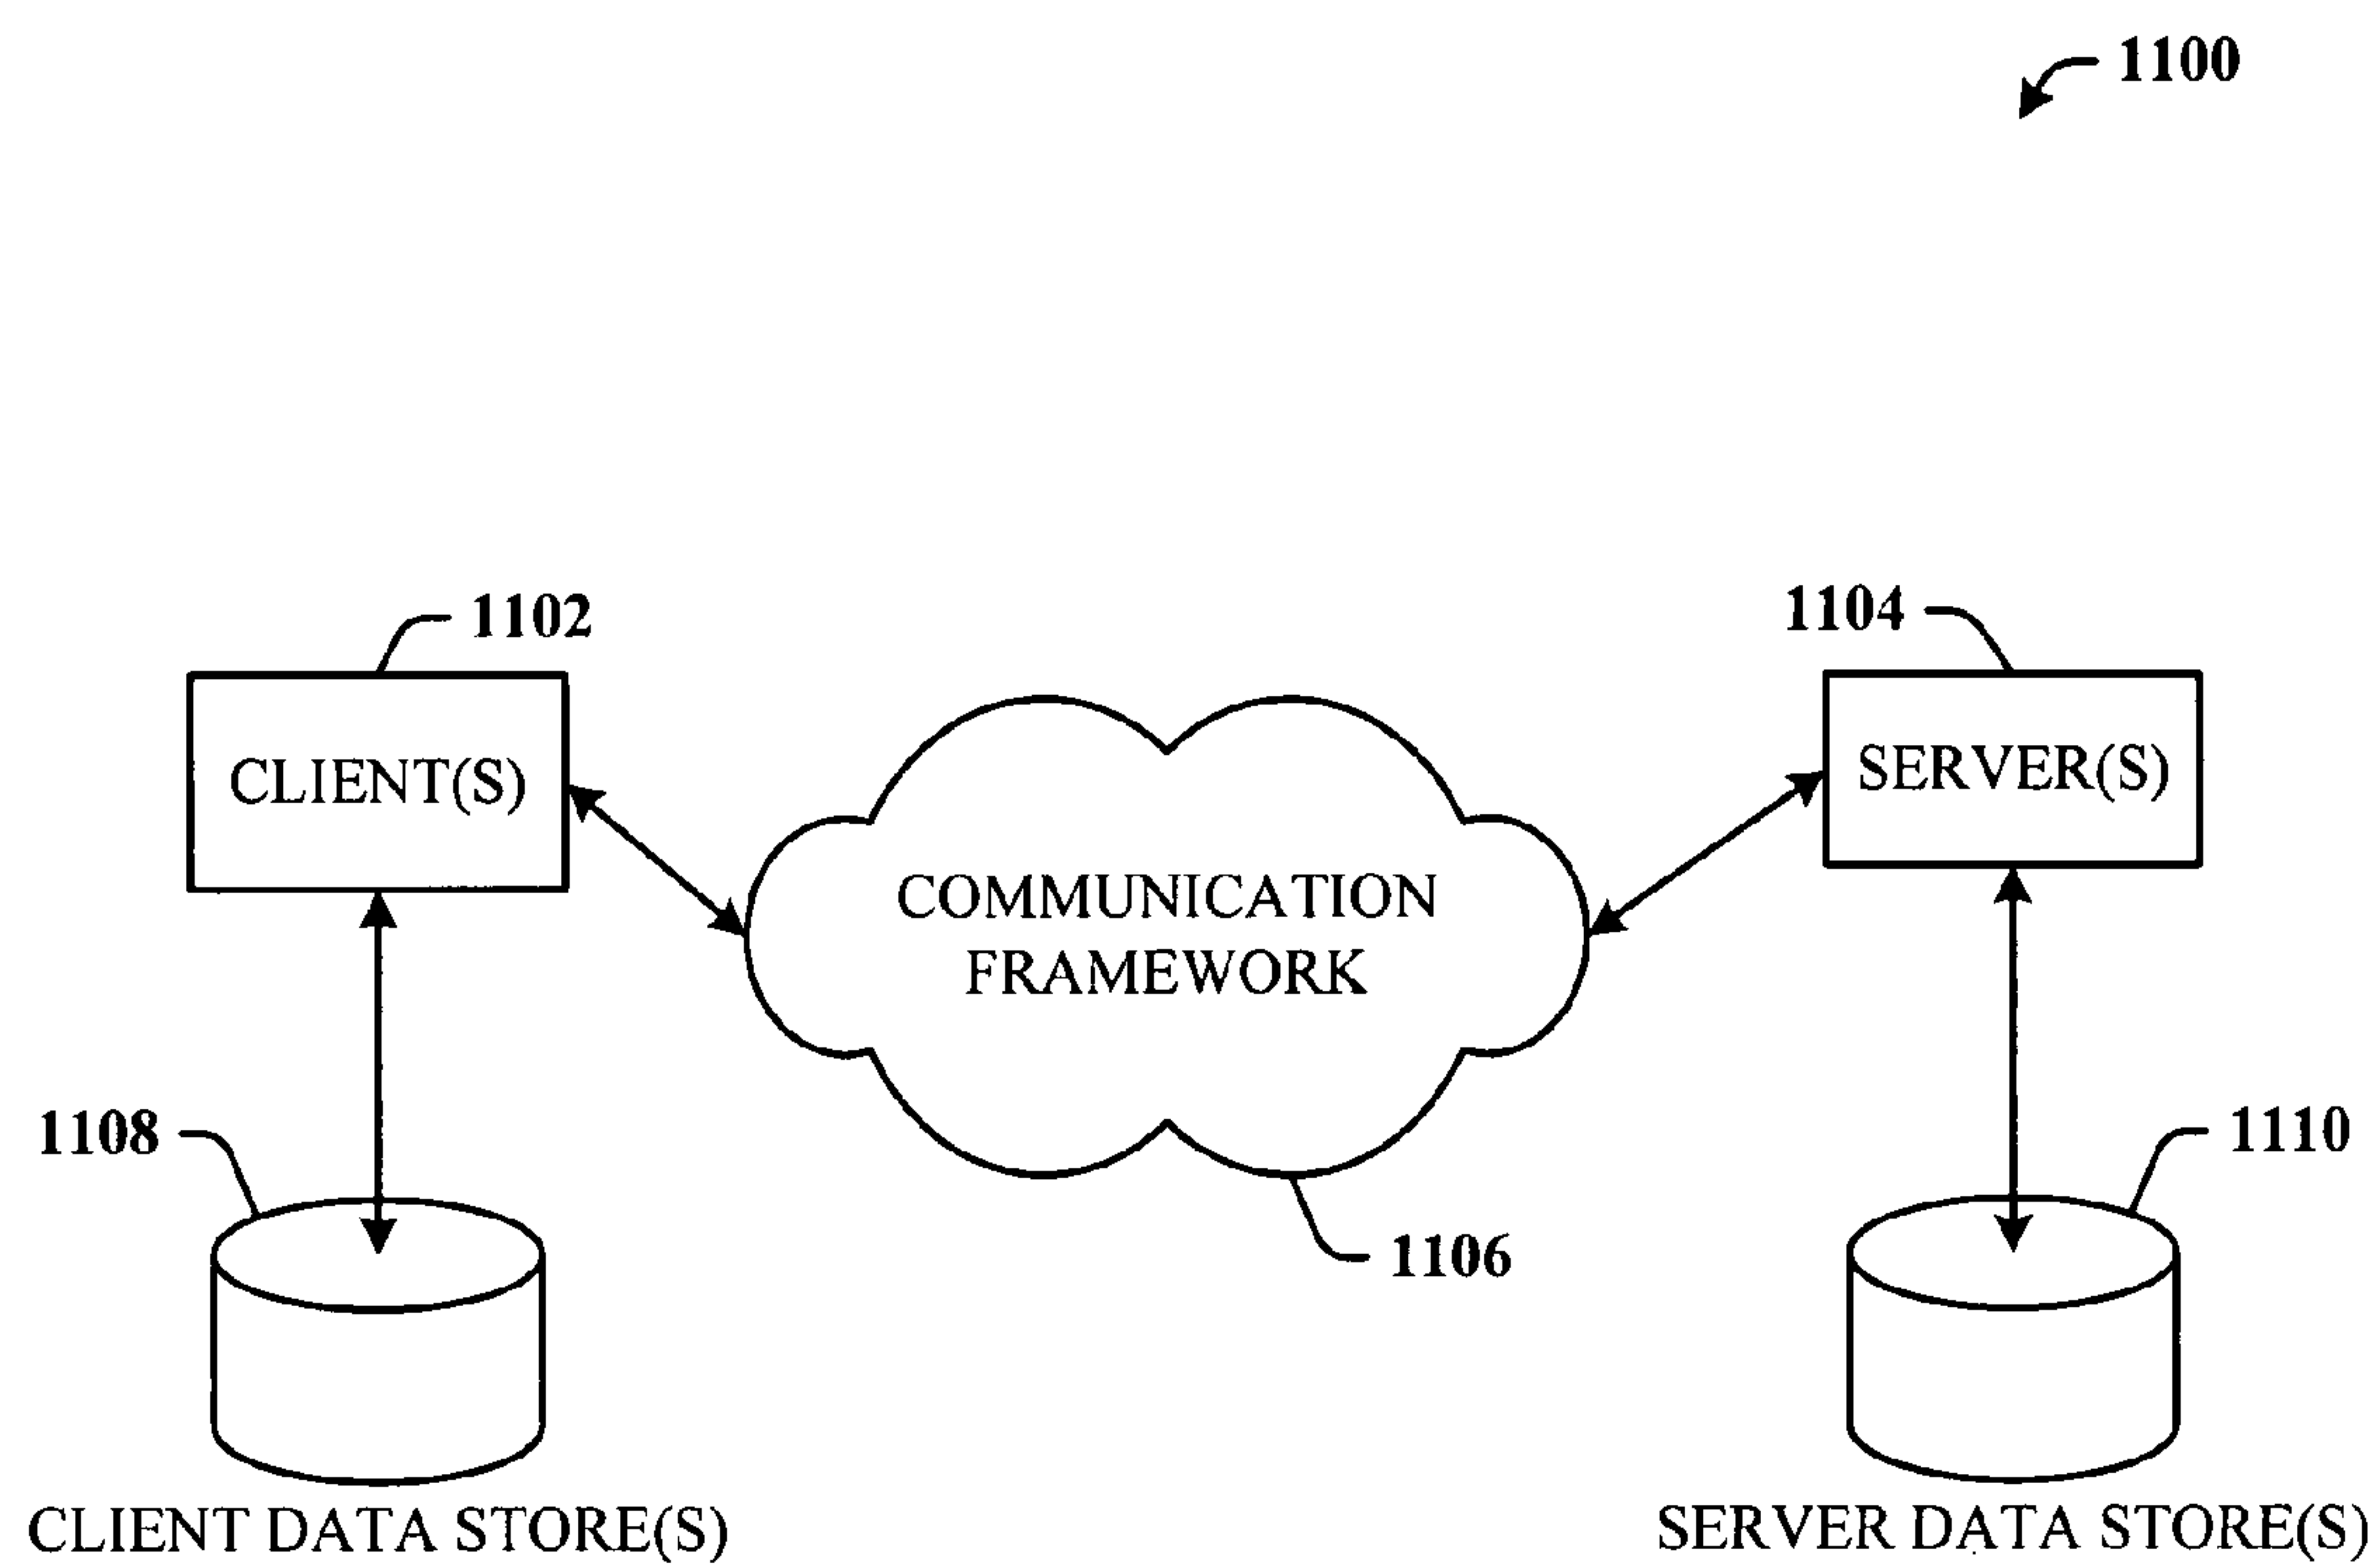 1100
1102
1104
CLIENT(S)
SERVER(S)
COMMUNICATION
FRAMEWORK
1108
1110
1106
CLIENT DATA STORE(S)
SERVER DATA STORE(S)